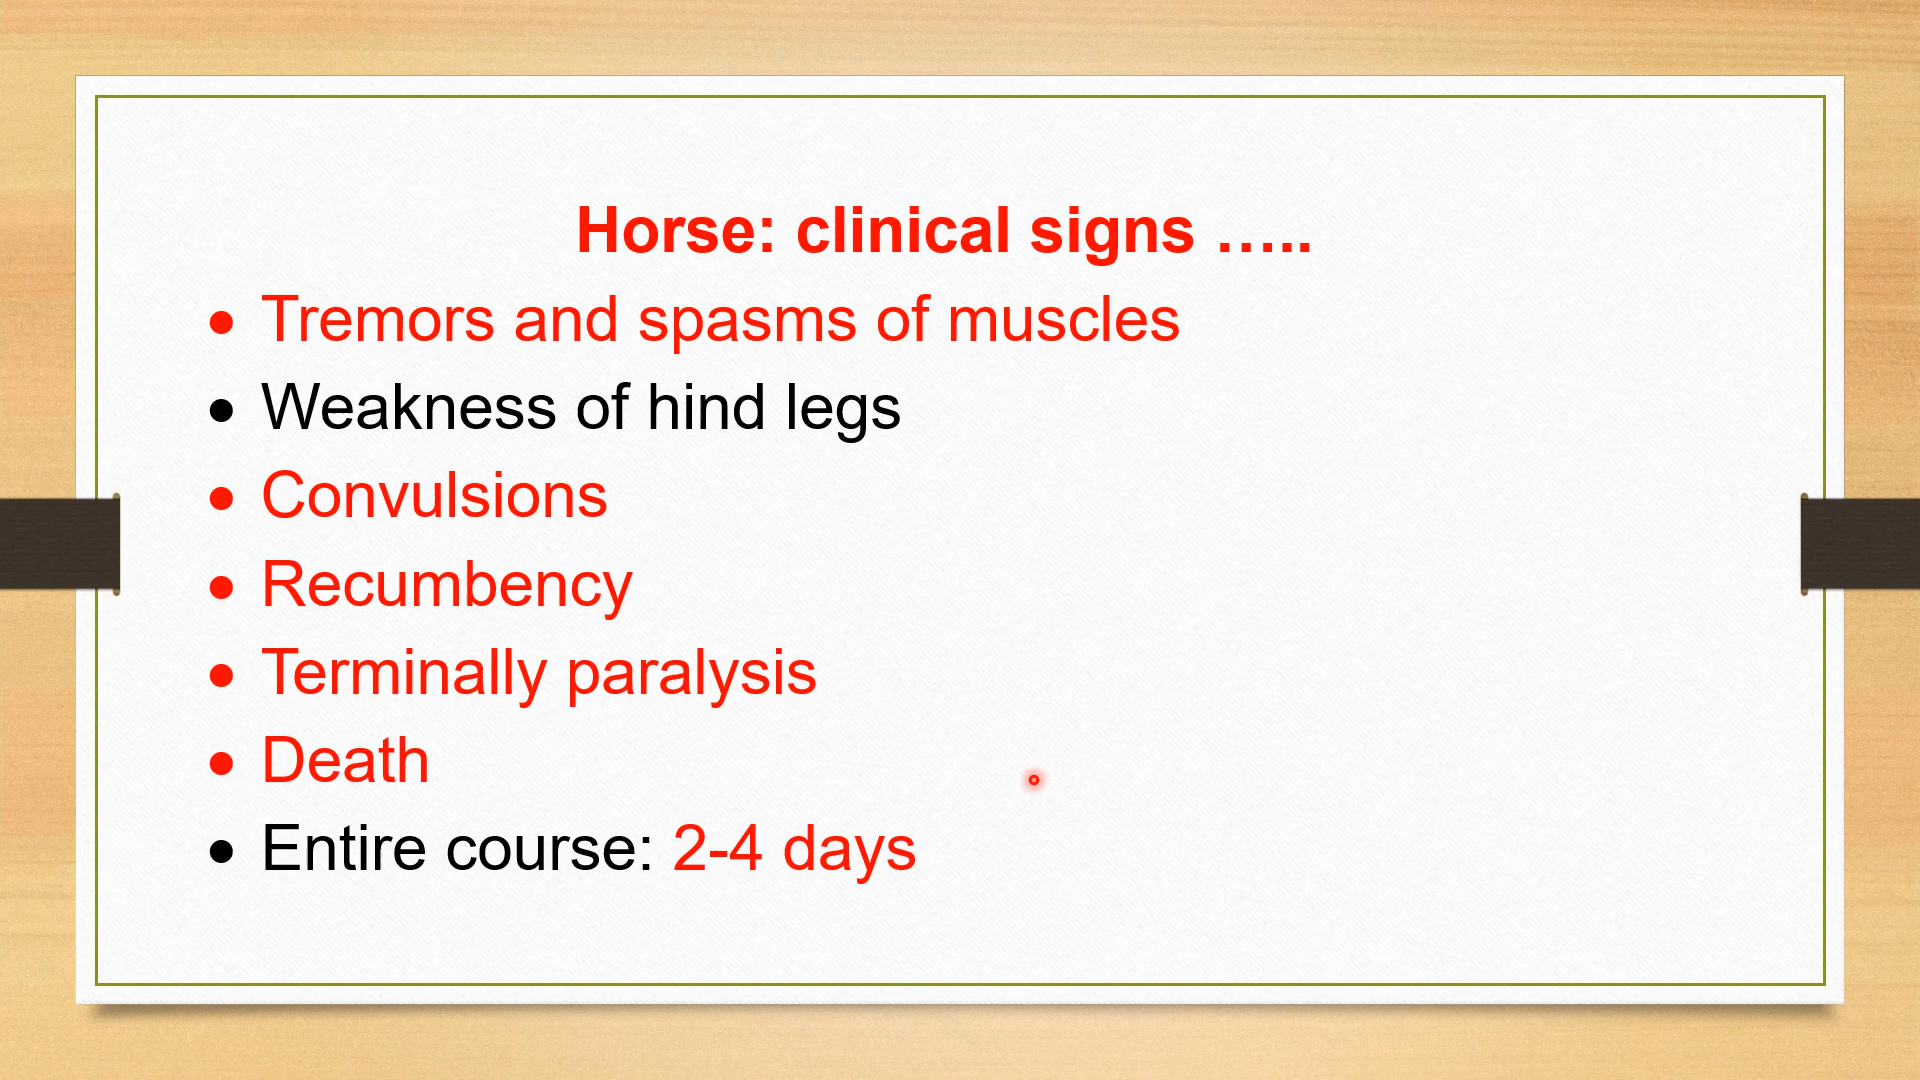 Horse: clinical signs …..
• Tremors and spasms of muscles
• Weakness of hind legs
• Convulsions
• Recumbency
• Terminally paralysis
• Death
• Entire course: 2-4 days